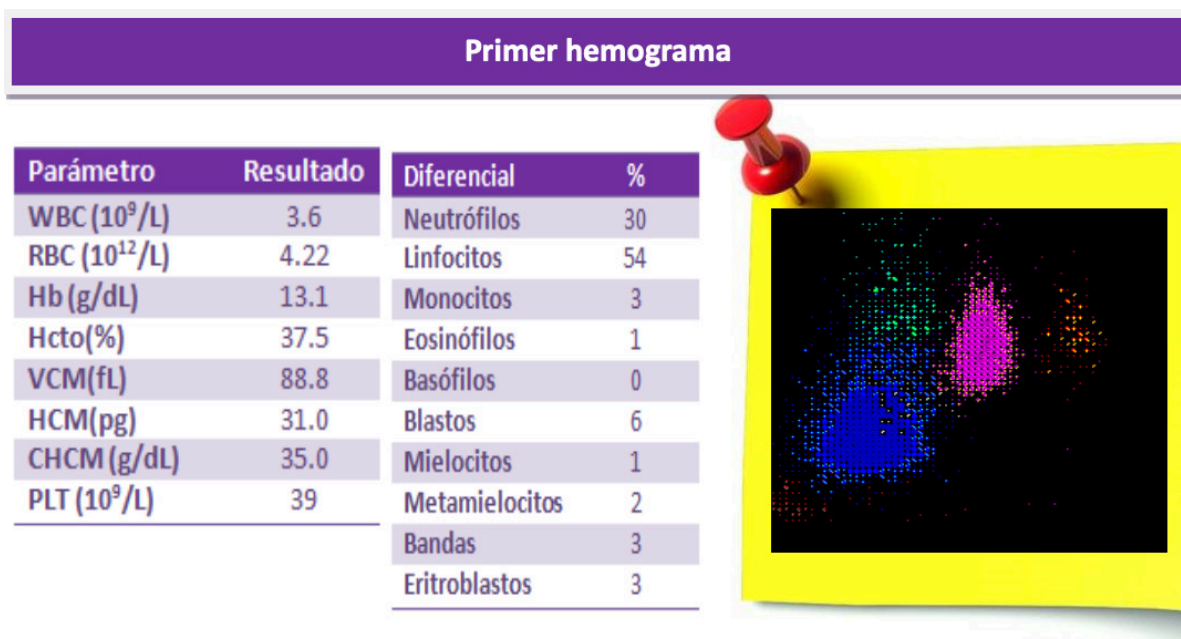 Primer hemograma
Parámetro Resultado
WBC (10⁹/L) 3.6
RBC (10¹²/L) 4.22
Hb (g/dL) 13.1
Hcto(%) 37.5
VCM(fL) 88.8
HCM(pg) 31.0
CHCM (g/dL) 35.0
PLT (10⁹/L) 39
Diferencial %
Neutrófilos 30
Linfocitos 54
Monocitos 3
Eosinófilos 1
Basófilos 0
Blastos 6
Mielocitos 1
Metamielocitos 2
Bandas 3
Eritroblastos 3